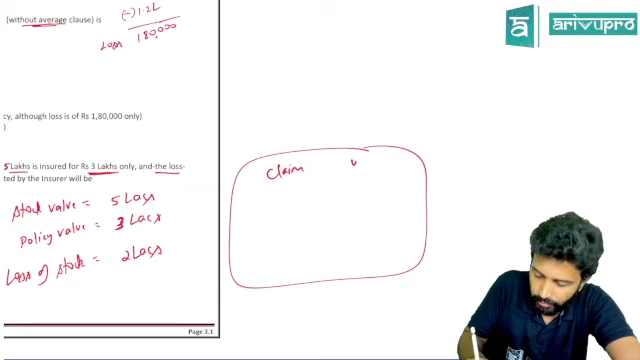 (without average clause) is
(-) 1.2L
Loss 180,000
cy, although loss is of Rs 1,80,000 only)
)
5 Lakhs is insured for Rs 3 Lakhs only, and the loss
ted by the Insurer will be
Stock value = 5 Lacs
Policy value = 3 Lacs
Loss of stock = 2 Lacs
Page 3.1
Claim
ā arivupro